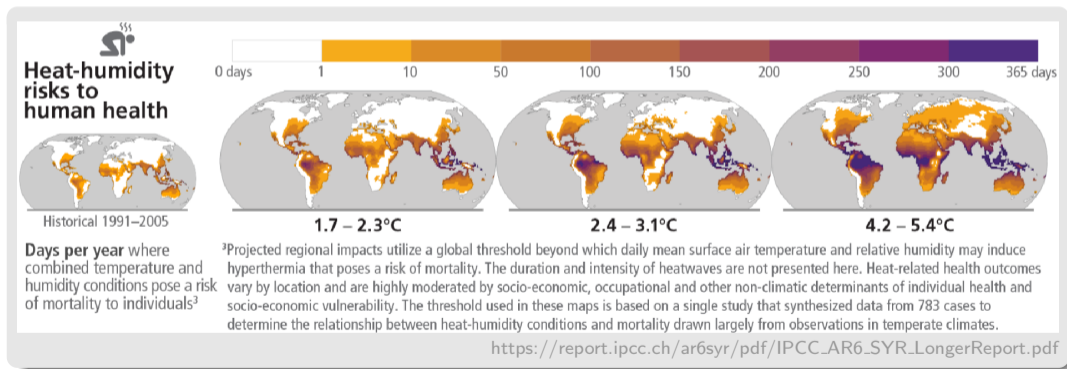 Heat-humidity
risks to
human health
0 days
1
10
50
100
150
200
250
300
365 days
Historical 1991–2005
1.7 – 2.3°C
2.4 – 3.1°C
4.2 – 5.4°C
Days per year where
combined temperature and
humidity conditions pose a risk
of mortality to individuals³
³Projected regional impacts utilize a global threshold beyond which daily mean surface air temperature and relative humidity may induce
hyperthermia that poses a risk of mortality. The duration and intensity of heatwaves are not presented here. Heat-related health outcomes
vary by location and are highly moderated by socio-economic, occupational and other non-climatic determinants of individual health and
socio-economic vulnerability. The threshold used in these maps is based on a single study that synthesized data from 783 cases to
determine the relationship between heat-humidity conditions and mortality drawn largely from observations in temperate climates.
https://report.ipcc.ch/ar6syr/pdf/IPCC_AR6_SYR_LongerReport.pdf